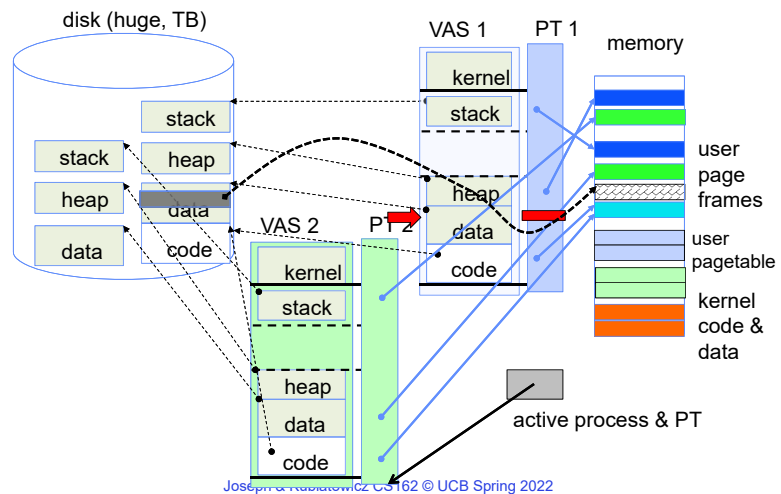 disk (huge, TB)
VAS 1
PT 1
memory
kernel
stack
stack
stack
user
page
frames
heap
heap
heap
data
VAS 2
PT 2
data
data
code
code
user
pagetable
kernel
stack
kernel
code &
data
heap
data
code
active process & PT
Joseph & Kubiatowicz CS162 © UCB Spring 2022